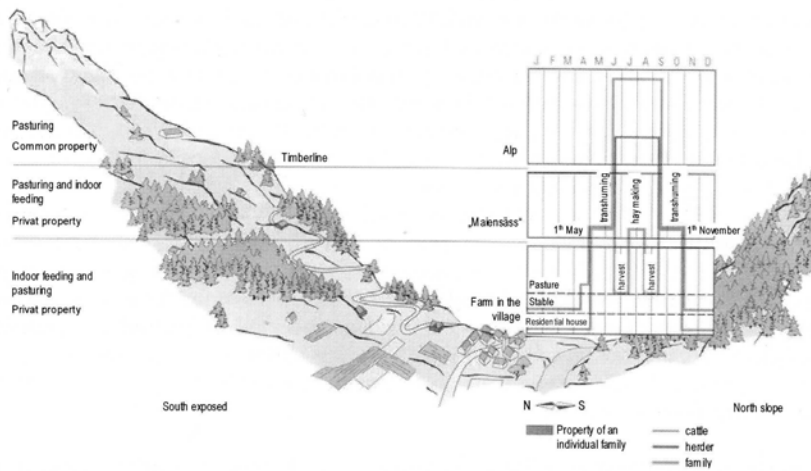 J F M A M J J A S O N D
Pasturing
Common property
Timberline
Alp
Pasturing and indoor
feeding
Privat property
„Maiensäss“
1th May
transhuming
hay making
transhuming
1th November
Indoor feeding and
pasturing
Privat property
Farm in the
village
Pasture
Stable
Residential house
harvest
harvest
South exposed
N S
North slope
Property of an
individual family
cattle
herder
family